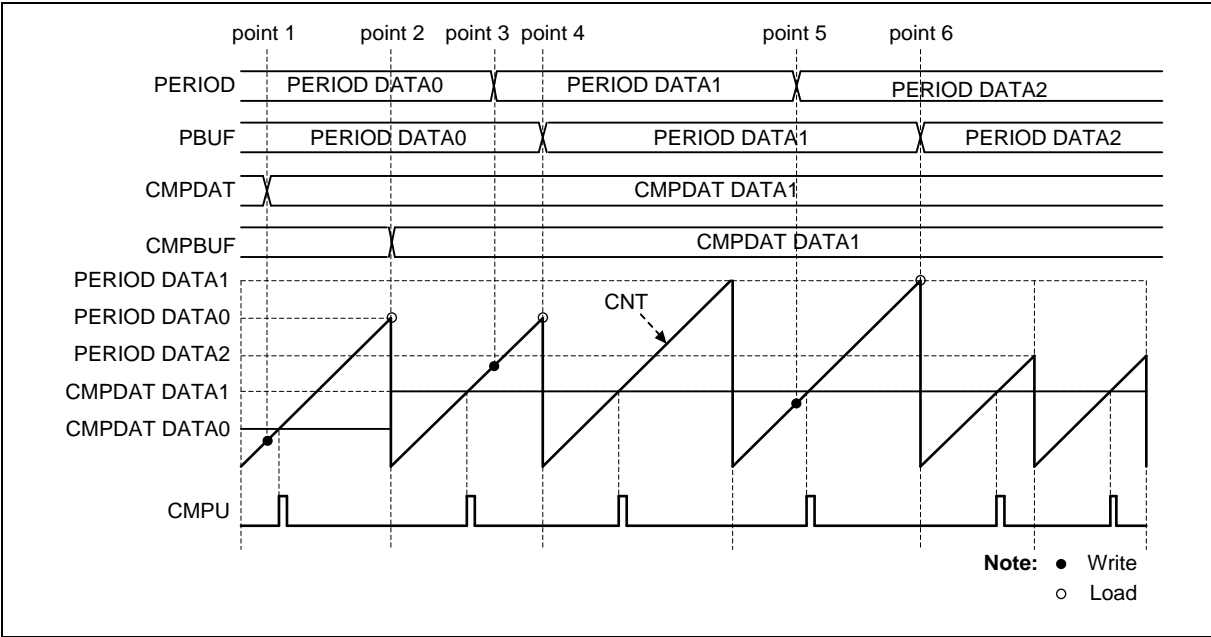 point 1 point 2 point 3 point 4 point 5 point 6
PERIOD PERIOD DATA0 PERIOD DATA1 PERIOD DATA2
PBUF PERIOD DATA0 PERIOD DATA1 PERIOD DATA2
CMPDAT CMPDAT DATA1
CMPBUF CMPDAT DATA1
PERIOD DATA1
CNT
PERIOD DATA0
PERIOD DATA2
CMPDAT DATA1
CMPDAT DATA0
CMPU
Note: ● Write
○ Load